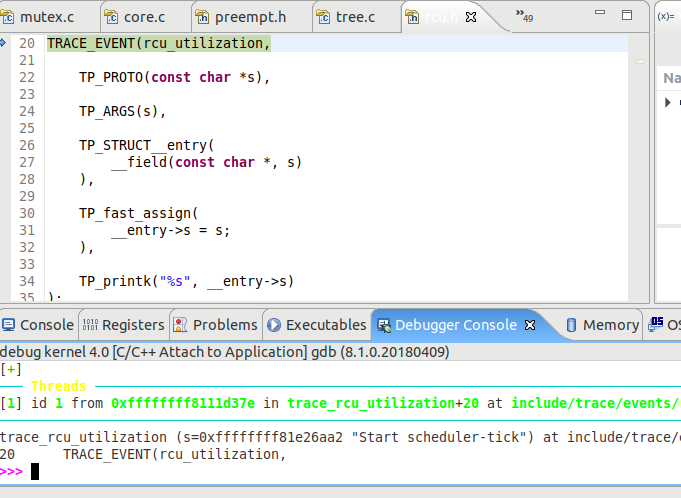 mutex.c core.c preempt.h tree.c rcu.h »49 (x)=
20 TRACE_EVENT(rcu_utilization,
21
22 TP_PROTO(const char *s),
23
24 TP_ARGS(s),
25
26 TP_STRUCT__entry(
27 __field(const char *, s)
28 ),
29
30 TP_fast_assign(
31 __entry->s = s;
32 ),
33
34 TP_printk("%s", __entry->s)
35 );
Na
Console Registers Problems Executables Debugger Console Memory OS
debug kernel 4.0 [C/C++ Attach to Application] gdb (8.1.0.20180409)
[+]
Threads
[1] id 1 from 0xffffffff8111d37e in trace_rcu_utilization+20 at include/trace/events/
trace_rcu_utilization (s=0xffffffff81e26aa2 "Start scheduler-tick") at include/trace/
20 TRACE_EVENT(rcu_utilization,
>>>